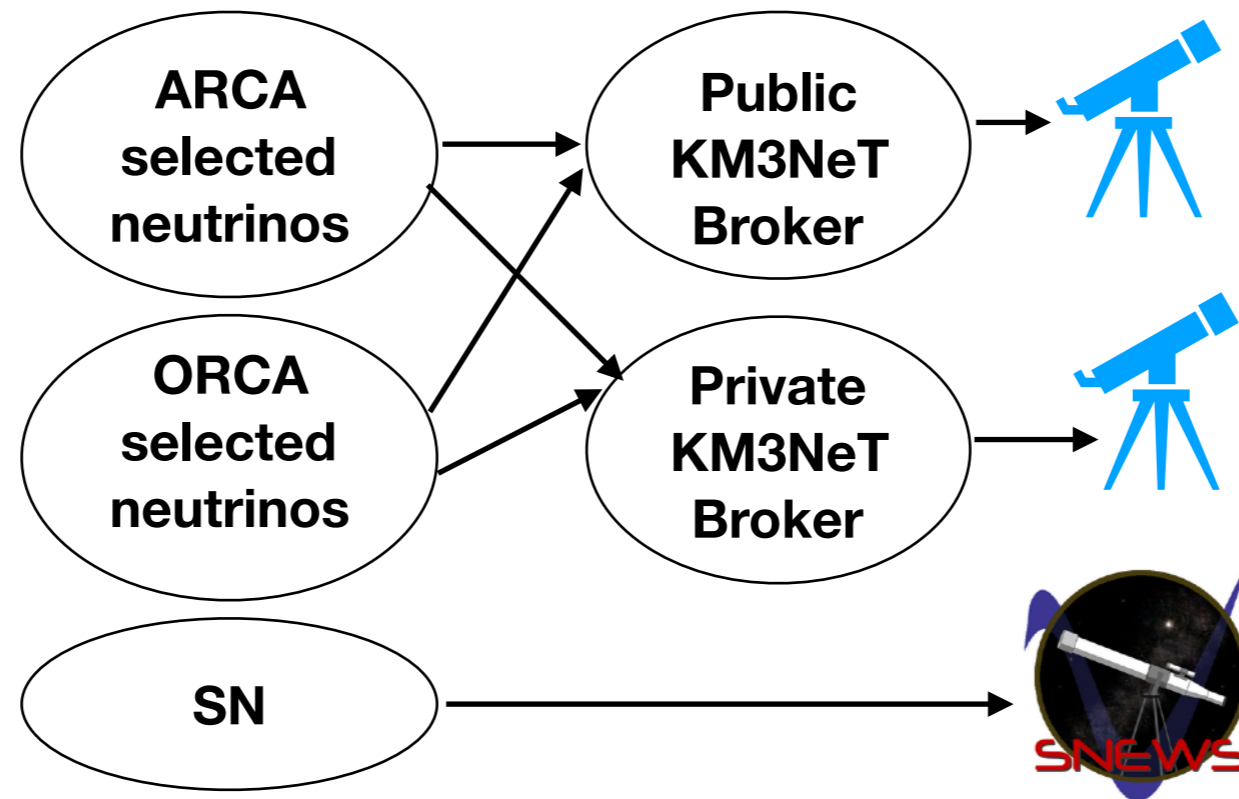 ARCA
selected
neutrinos
Public
KM3NeT
Broker
ORCA
selected
neutrinos
Private
KM3NeT
Broker
SN
SNEWS